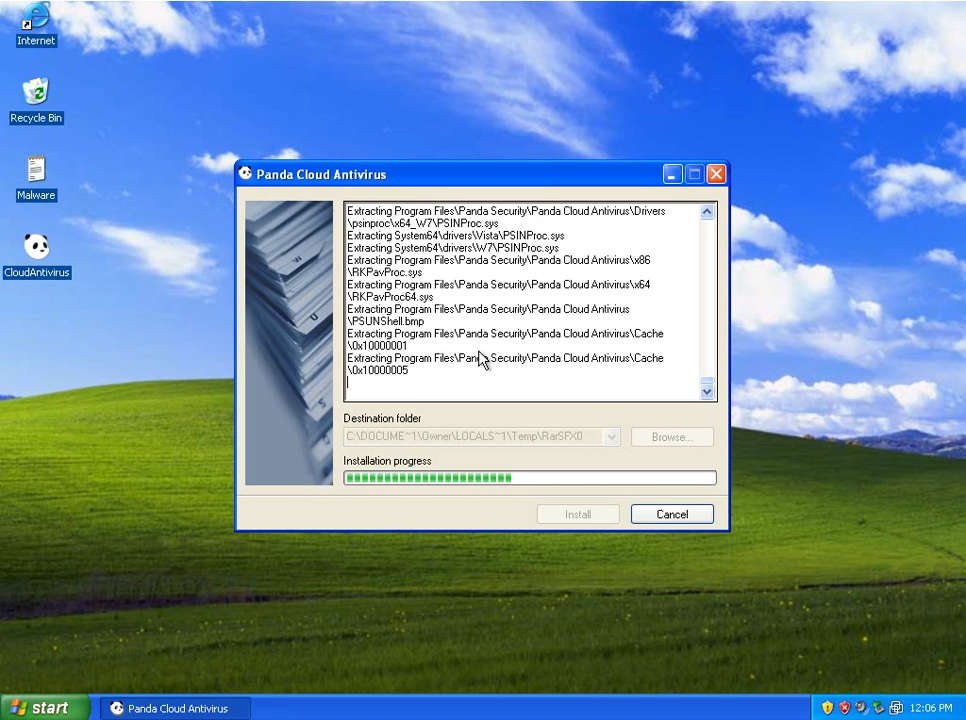 Internet
Recycle Bin
Malware
CloudAntivirus
Panda Cloud Antivirus
Extracting Program Files\Panda Security\Panda Cloud Antivirus\Drivers
\psinproc\x64_W7\PSINProc.sys
Extracting System64\drivers\Vista\PSINProc.sys
Extracting System64\drivers\W7\PSINProc.sys
Extracting Program Files\Panda Security\Panda Cloud Antivirus\x86
\RKPavProc.sys
Extracting Program Files\Panda Security\Panda Cloud Antivirus\x64
\RKPavProc64.sys
Extracting Program Files\Panda Security\Panda Cloud Antivirus
\PSUNShell.bmp
Extracting Program Files\Panda Security\Panda Cloud Antivirus\Cache
\0x10000001
Extracting Program Files\Panda Security\Panda Cloud Antivirus\Cache
\0x10000005
W
U
S
Destination folder
C:\DOCUME~1\Owner\LOCALS~1\Temp\RarSFX0
Browse...
Installation progress
Install
Cancel
start
Panda Cloud Antivirus
12:06 PM